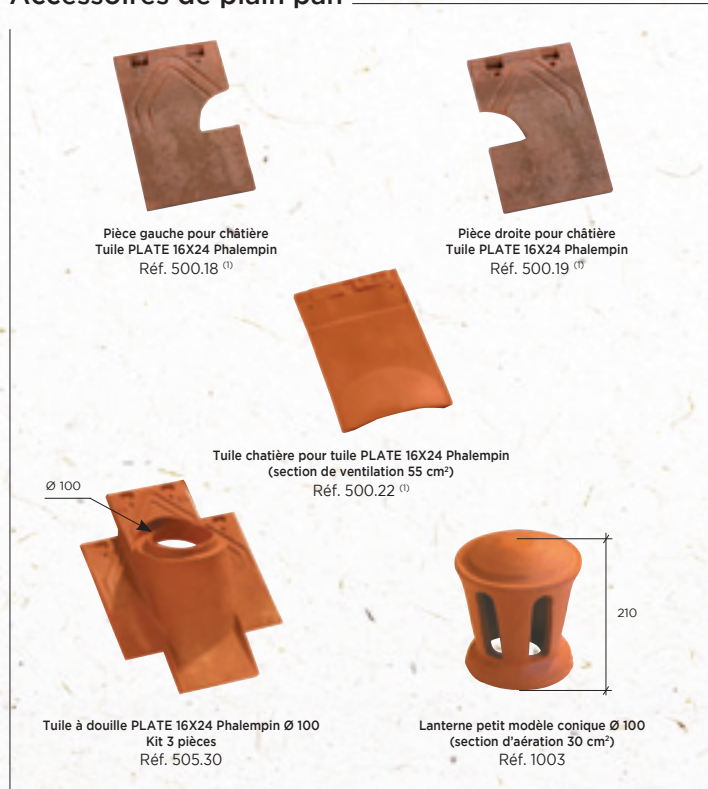 Accessoires de plain pan
Pièce gauche pour châtière
Tuile PLATE 16X24 Phalempin
Réf. 500.18 (1)
Pièce droite pour châtière
Tuile PLATE 16X24 Phalempin
Réf. 500.19 (1)
Tuile chatière pour tuile PLATE 16X24 Phalempin
(section de ventilation 55 cm²)
Réf. 500.22 (1)
Ø 100
210
Tuile à douille PLATE 16X24 Phalempin Ø 100
Kit 3 pièces
Réf. 505.30
Lanterne petit modèle conique Ø 100
(section d'aération 30 cm²)
Réf. 1003